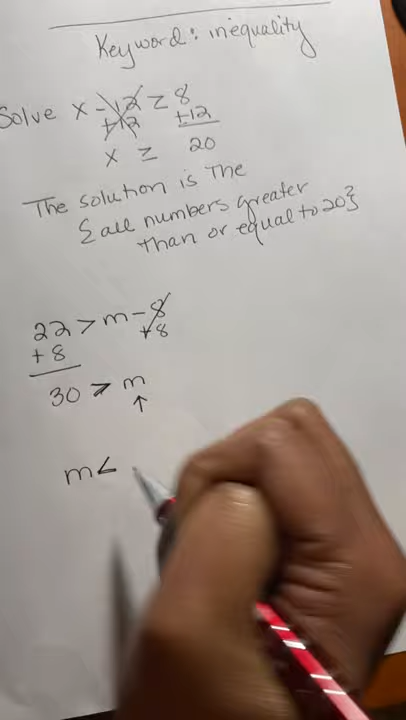 Keyword: inequality
Solve x - 12 ≥ 8
+12 +12
x ≥ 20
The solution is The
{all numbers greater
than or equal to 20}
22 > m - 8
+ 8 +8
30 > m
↑
m <